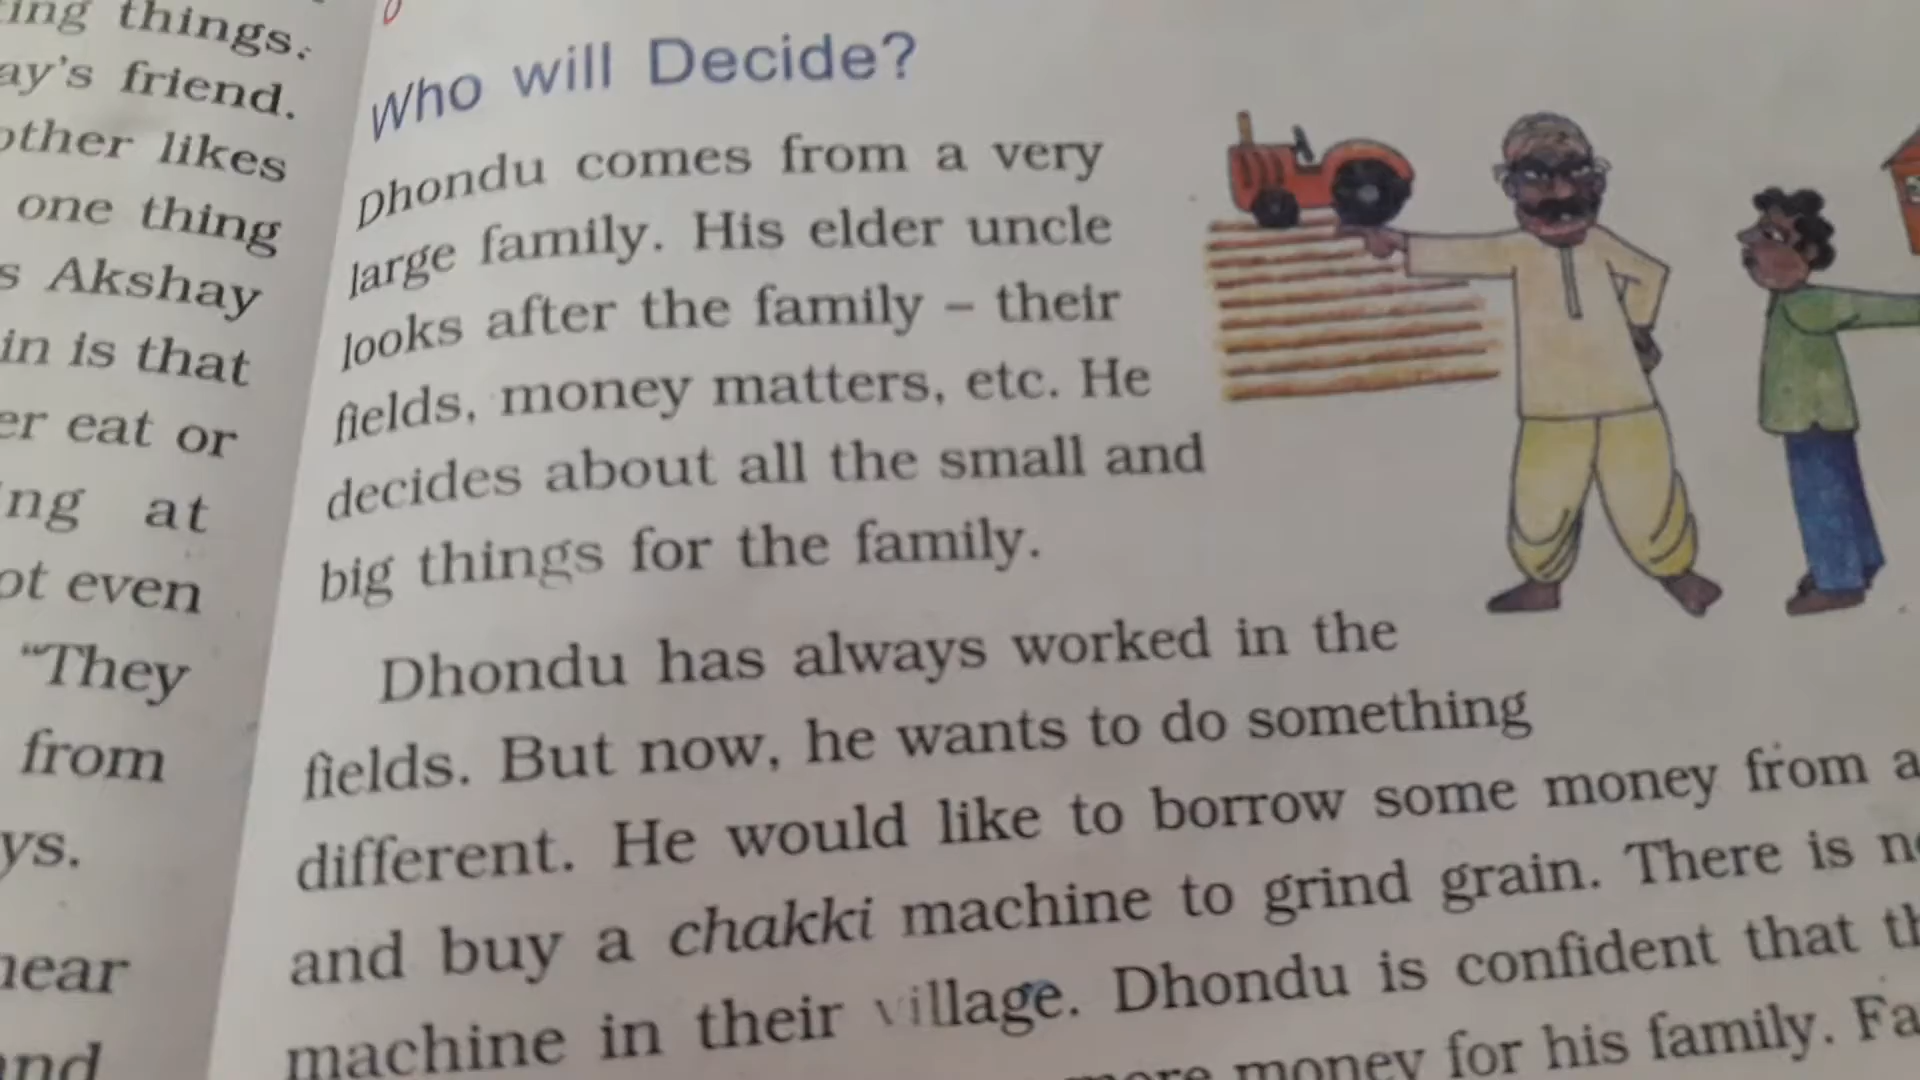 ing things.
ay's friend.
other likes
one thing
s Akshay
in is that
er eat or
ng at
ot even
"They
from
ys.
near
and
Who will Decide?
Dhondu comes from a very
large family. His elder uncle
looks after the family – their
fields, money matters, etc. He
decides about all the small and
big things for the family.
Dhondu has always worked in the
fields. But now, he wants to do something
different. He would like to borrow some money from a
and buy a chakki machine to grind grain. There is
machine in their village. Dhondu is confident that
more money for his family.